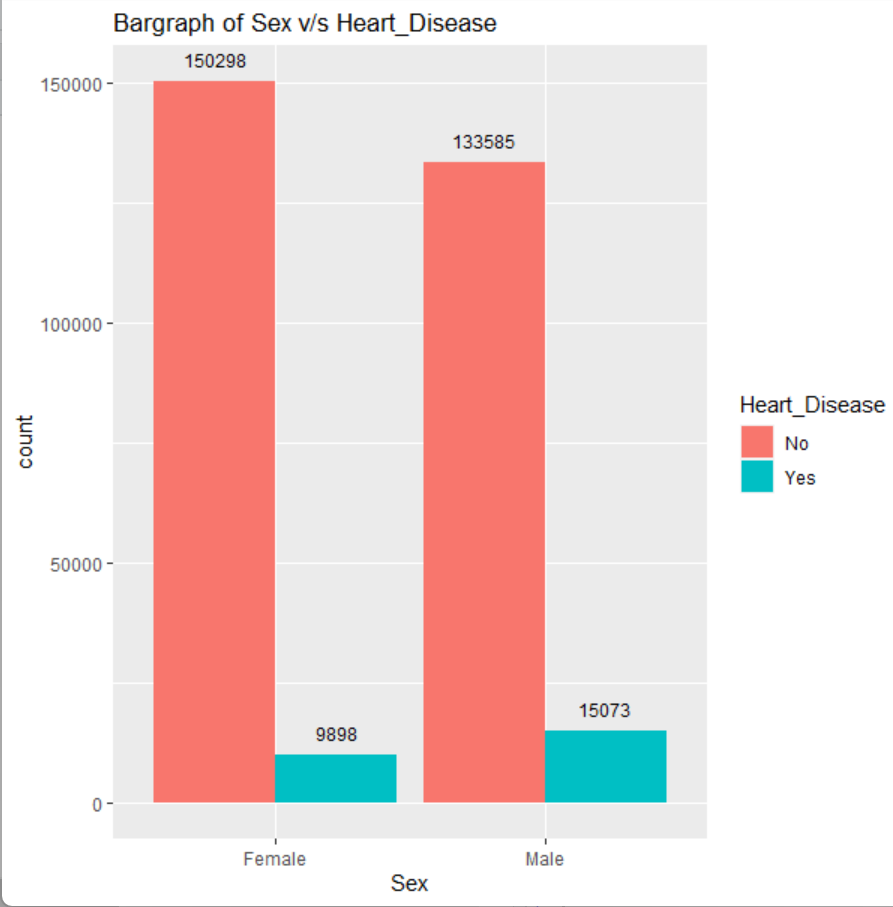 Bargraph of Sex v/s Heart_Disease
150298
150000
133585
100000
count
Heart_Disease
No
Yes
50000
15073
9898
0
Female Male
Sex